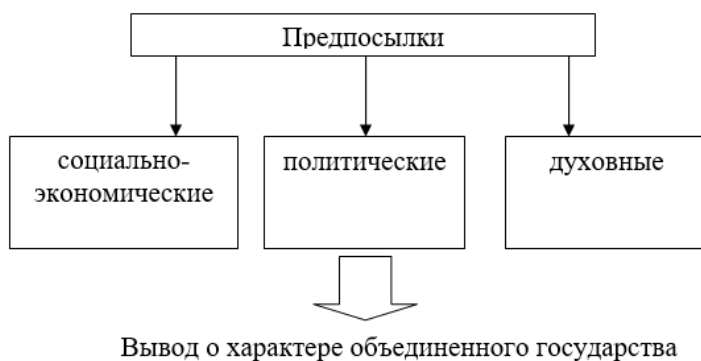 Предпосылки
социально-
экономические
политические
духовные
Вывод о характере объединенного государства